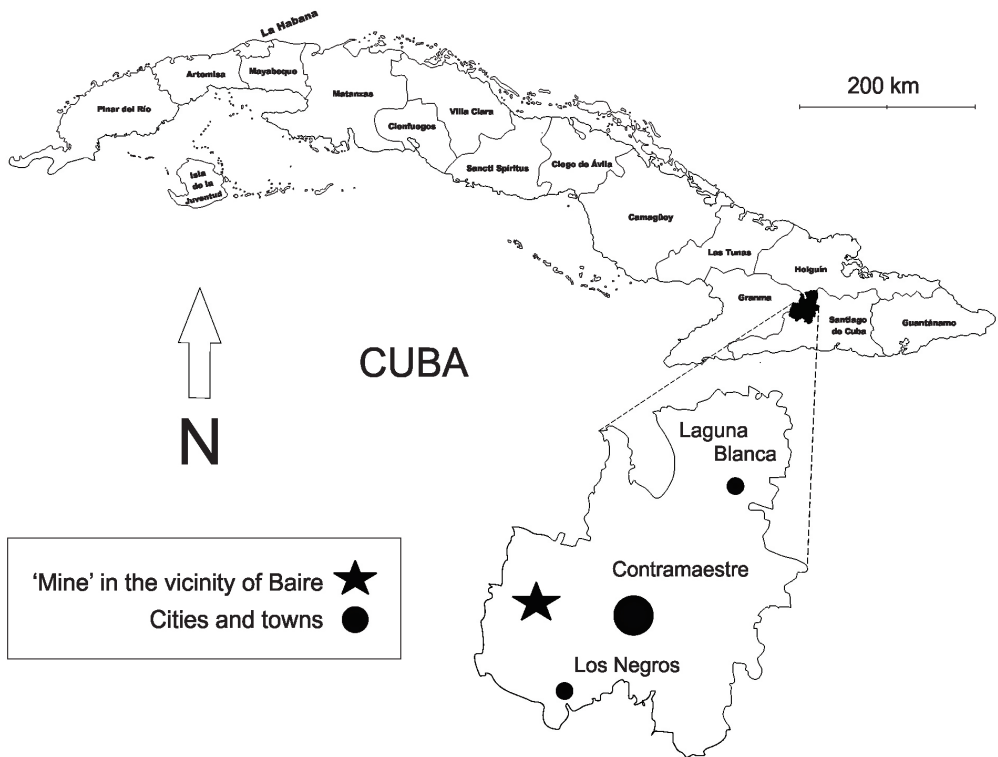 La Habana
Artemisa
Mayabeque
Pinar del Río
Matanzas
Villa Clara
Cienfuegos
Sancti Spíritus
Ciego de Ávila
Isla
de la
Juventud
Camagüey
Las Tunas
Holguín
Granma
Santiago
de Cuba
Guantánamo
200 km
CUBA
N
Laguna
Blanca
Contramaestre
Los Negros
‘Mine’ in the vicinity of Baire
Cities and towns